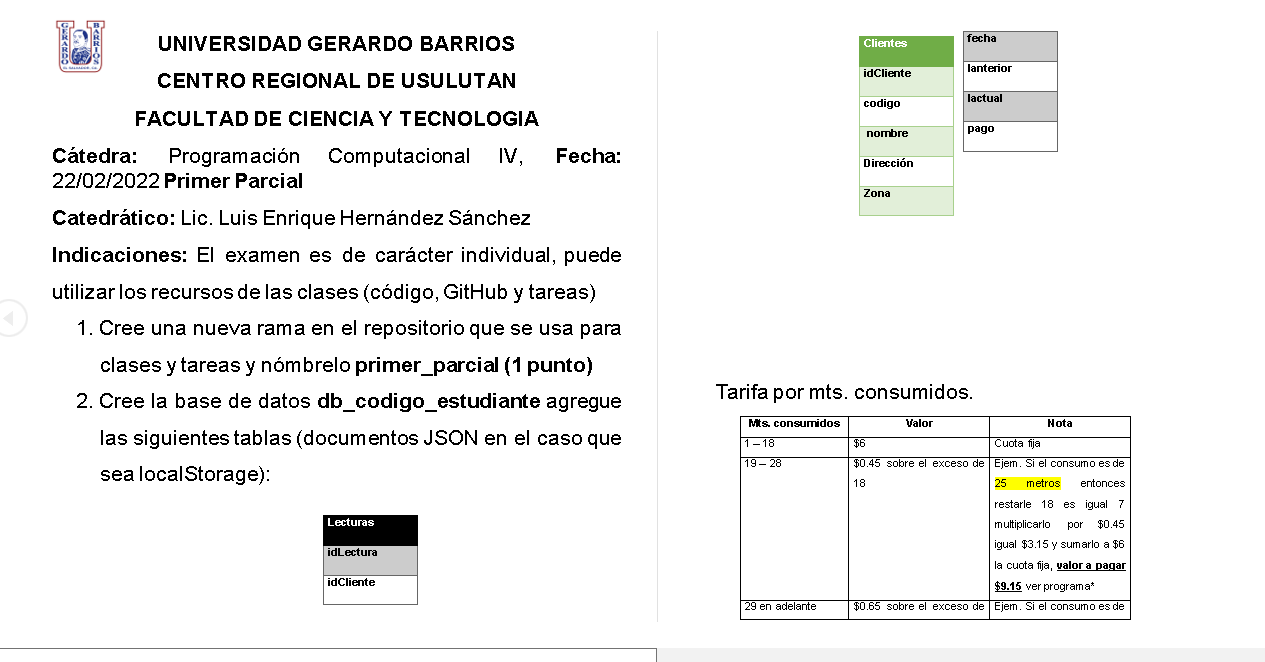 GERARDO BARRIOS
UNIVERSIDAD GERARDO BARRIOS
CENTRO REGIONAL DE USULUTAN
FACULTAD DE CIENCIA Y TECNOLOGIA
Cátedra: Programación Computacional IV, Fecha:
22/02/2022 Primer Parcial
Catedrático: Lic. Luis Enrique Hernández Sánchez
Indicaciones: El examen es de carácter individual, puede
utilizar los recursos de las clases (código, GitHub y tareas)
1. Cree una nueva rama en el repositorio que se usa para
clases y tareas y nómbrelo primer_parcial (1 punto)
2. Cree la base de datos db_codigo_estudiante agregue
las siguientes tablas (documentos JSON en el caso que
sea localStorage):
Lecturas
idLectura
idCliente
fecha
lanterior
lactual
pago
Clientes
idCliente
codigo
nombre
Dirección
Zona
Tarifa por mts. consumidos.
Mts. consumidos Valor Nota
1 – 18 $6 Cuota fija
19 – 28 $0.45 sobre el exceso de Ejem. Si el consumo es de
18 25 metros entonces
restarle 18 es igual 7
multiplicarlo por $0.45
igual $3.15 y sumarlo a $6
la cuota fija, valor a pagar
$9.15 ver programa*
29 en adelante $0.65 sobre el exceso de Ejem. Si el consumo es de